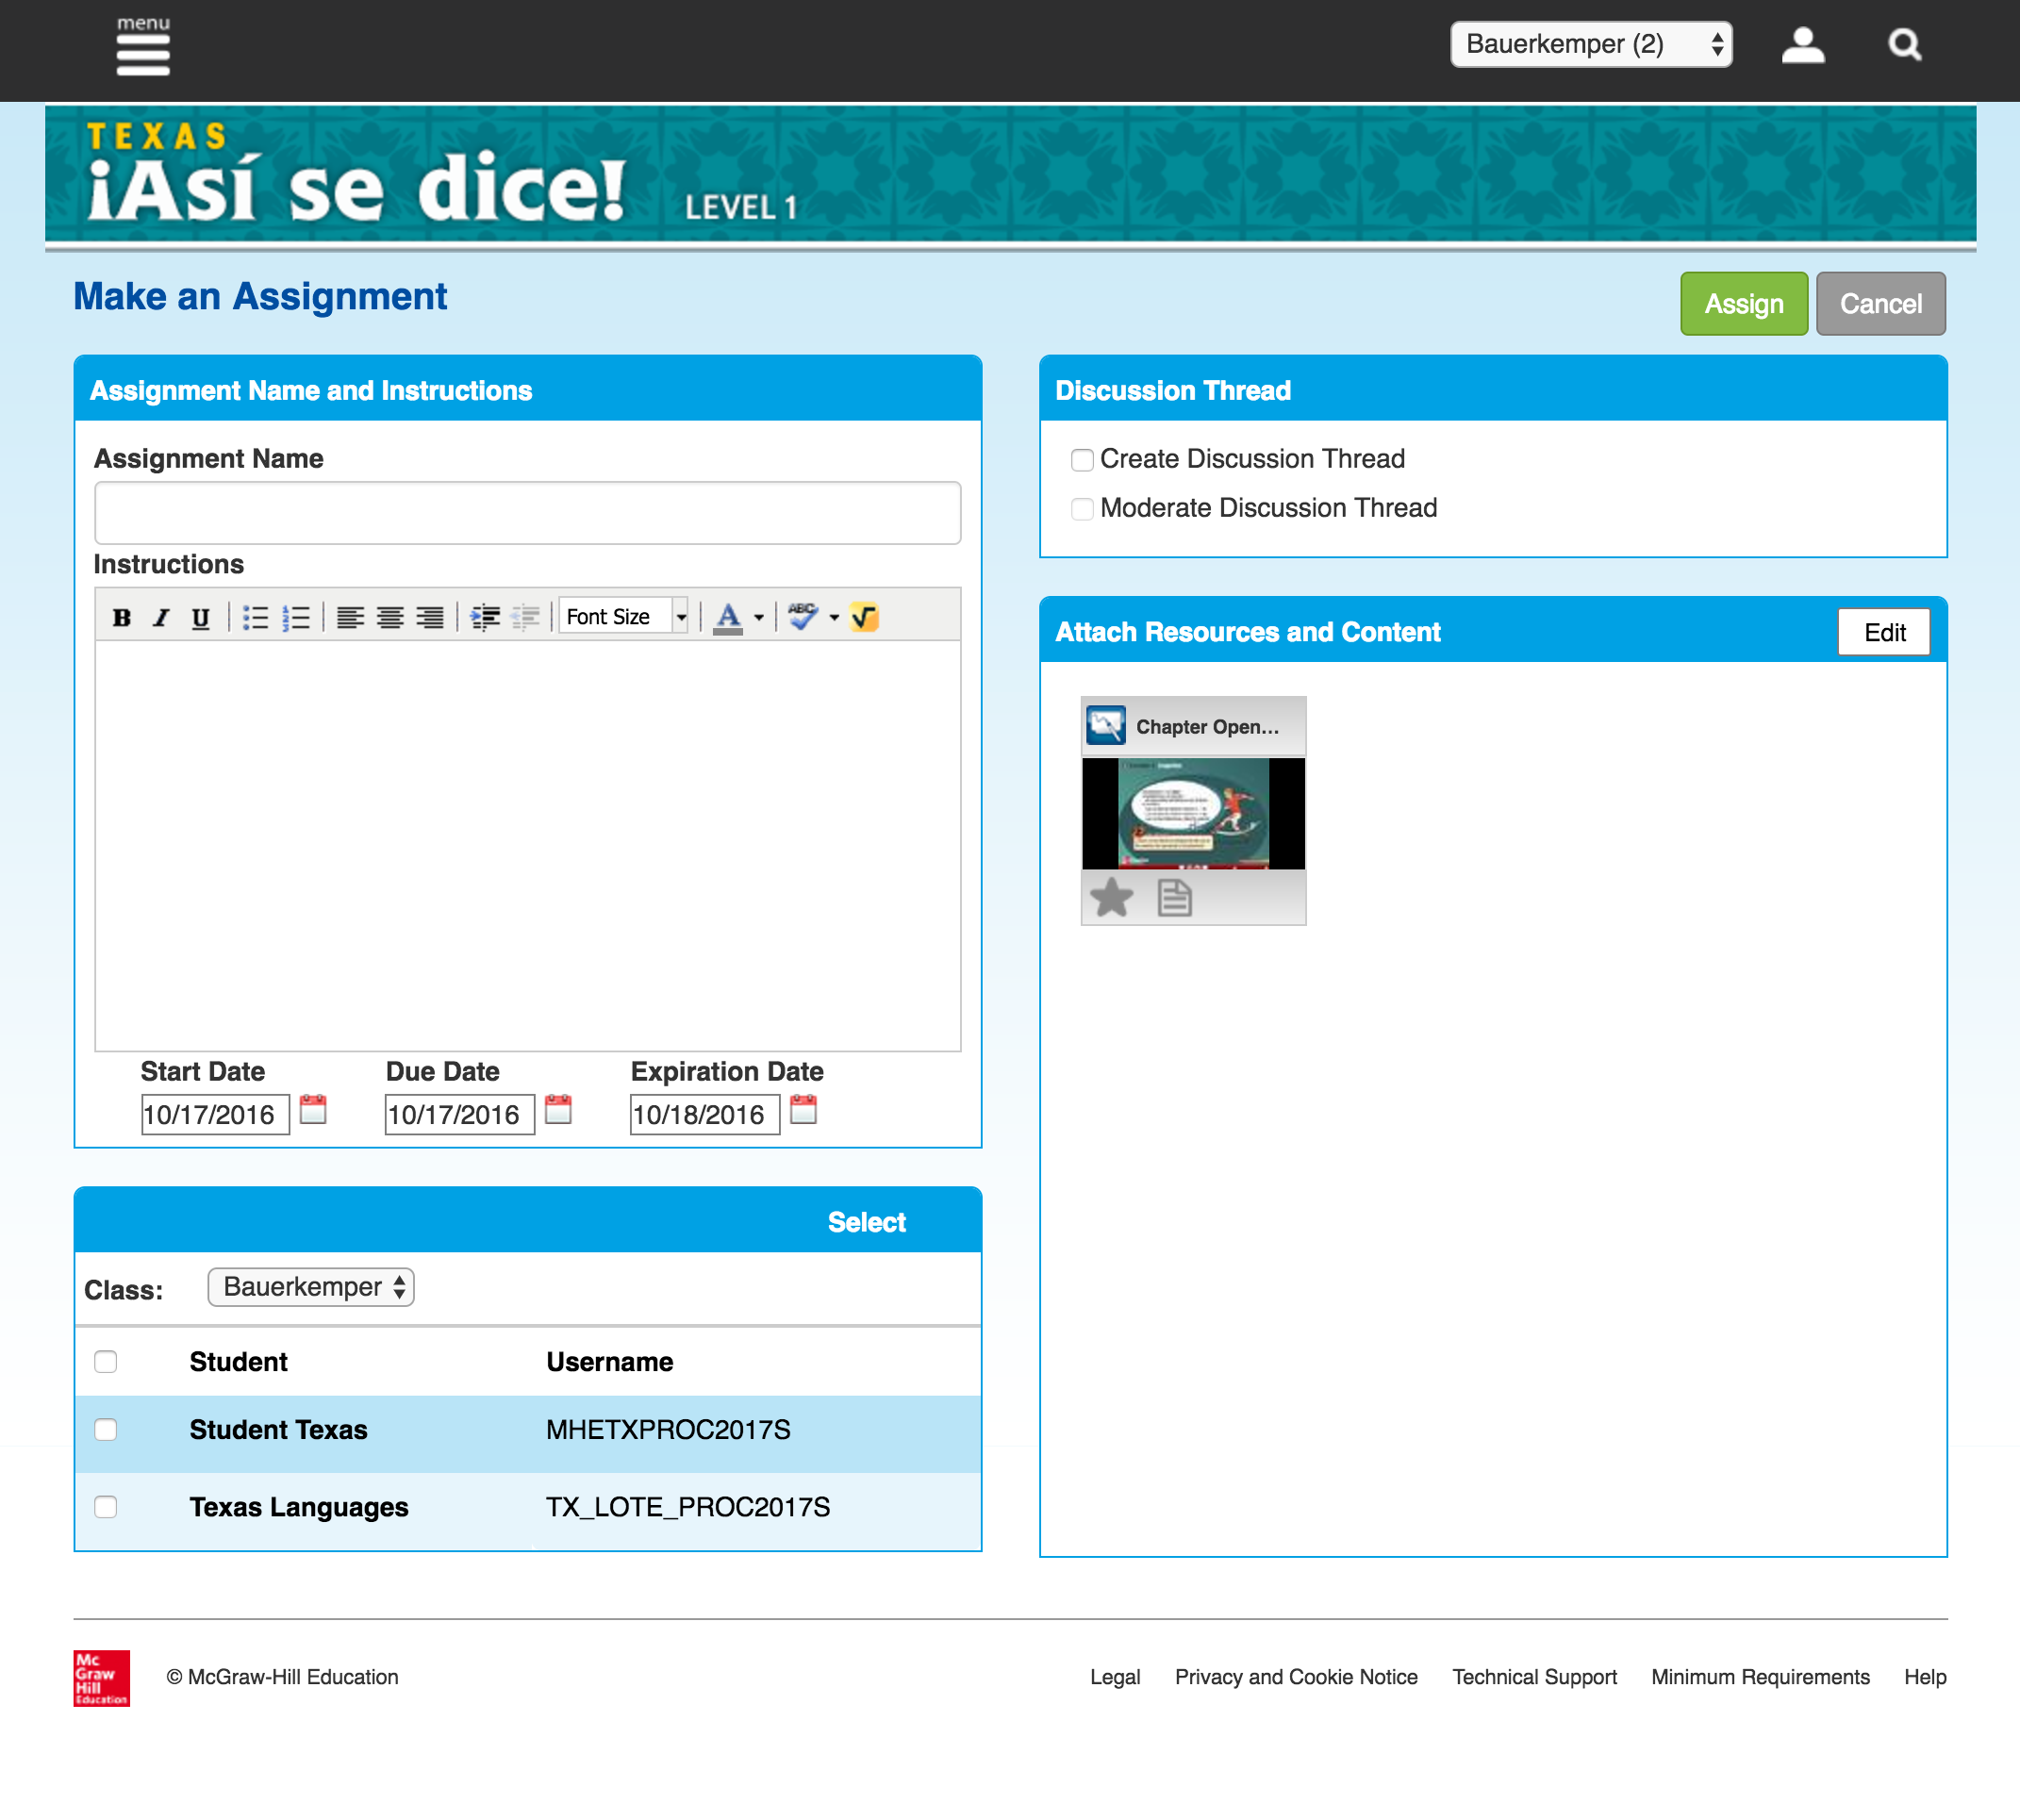 menu
Bauerkemper (2)
TEXAS
¡Así se dice! LEVEL 1
Make an Assignment
Assign Cancel
Assignment Name and Instructions
Assignment Name
Instructions
B I U Font Size A ABC
Start Date Due Date Expiration Date
10/17/2016 10/17/2016 10/18/2016
Select
Class: Bauerkemper
Student Username
Student Texas MHETXPROC2017S
Texas Languages TX_LOTE_PROC2017S
Discussion Thread
Create Discussion Thread
Moderate Discussion Thread
Attach Resources and Content Edit
Chapter Open...
Mc
Graw
Hill
Education
© McGraw-Hill Education
Legal Privacy and Cookie Notice Technical Support Minimum Requirements Help